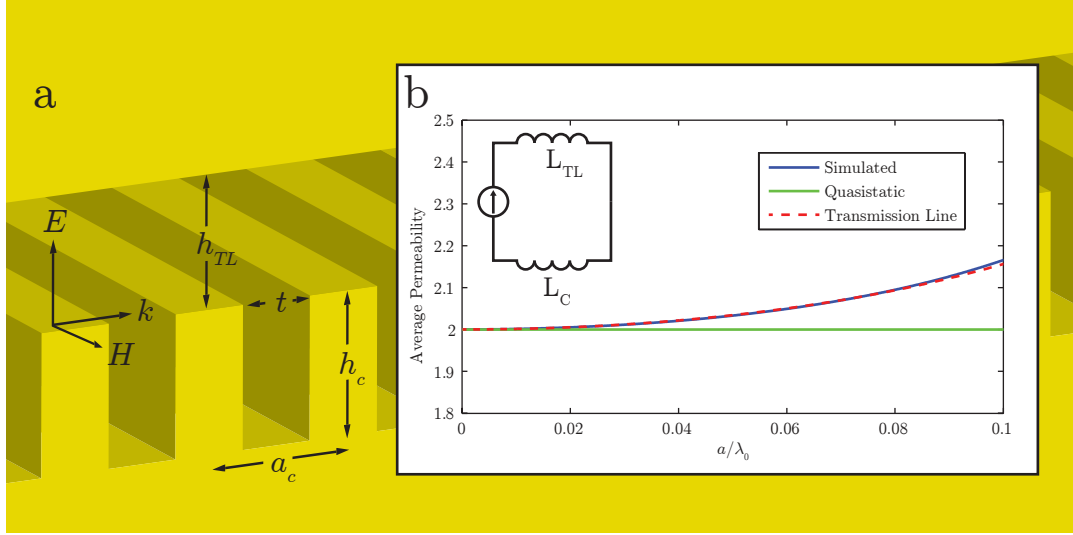 a
E
k
H
h_TL
t
h_c
a_c
b
2.5
2.4
2.3
2.2
2.1
2
1.9
1.8
Average Permeability
L_TL
L_C
Simulated
Quasistatic
Transmission Line
0 0.02 0.04 0.06 0.08 0.1
a/λ_0